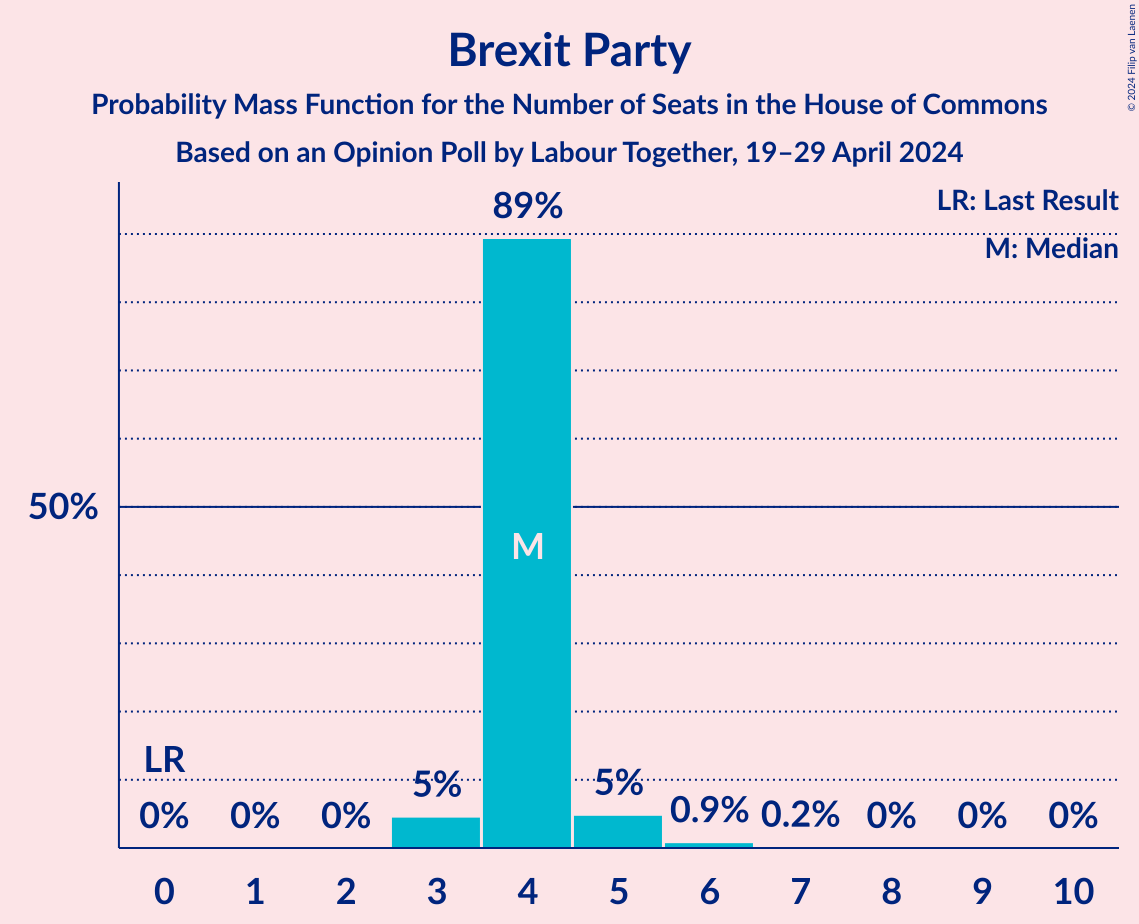 Brexit Party
Probability Mass Function for the Number of Seats in the House of Commons
Based on an Opinion Poll by Labour Together, 19–29 April 2024
© 2024 Filip van Laenen
LR: Last Result
M: Median
89%
50%
M
LR
0%
0%
0%
5%
5%
0.9%
0.2%
0%
0%
0%
0 1 2 3 4 5 6 7 8 9 10